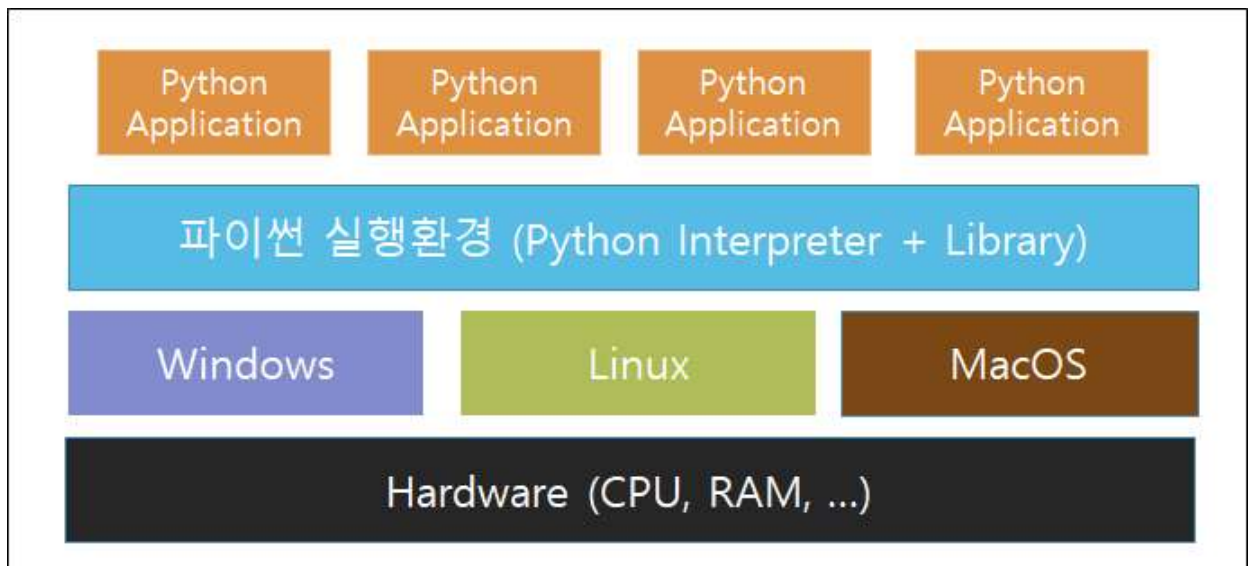 Python
Application
Python
Application
Python
Application
Python
Application
파이썬 실행환경 (Python Interpreter + Library)
Windows
Linux
MacOS
Hardware (CPU, RAM, ...)